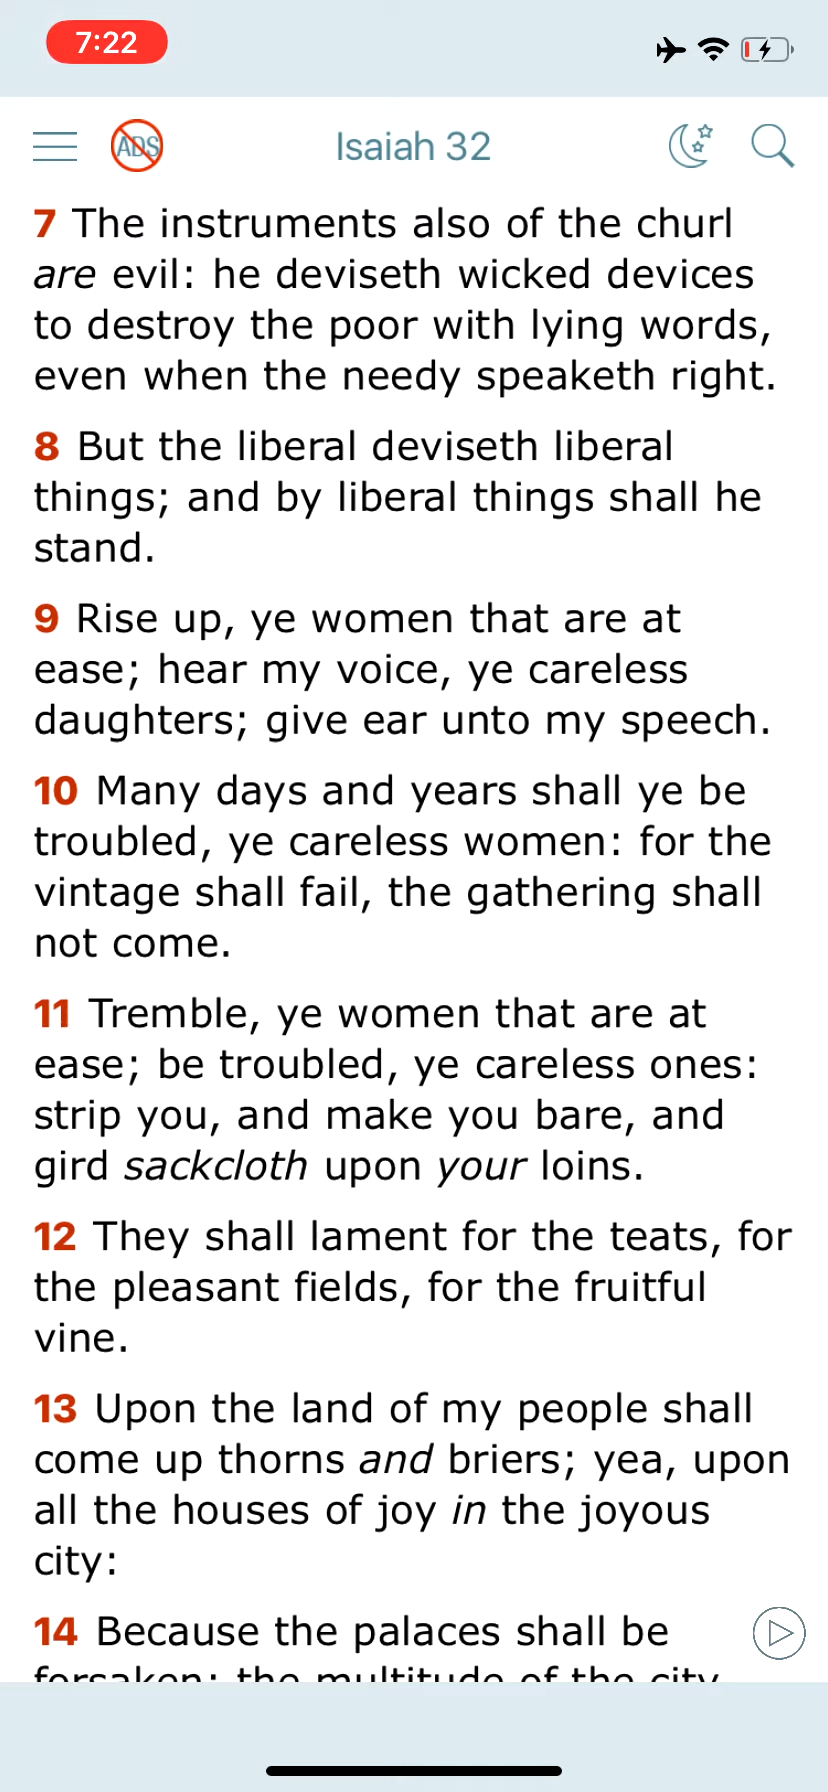 7:22
ADS
Isaiah 32
7 The instruments also of the churl
are evil: he deviseth wicked devices
to destroy the poor with lying words,
even when the needy speaketh right.
8 But the liberal deviseth liberal
things; and by liberal things shall he
stand.
9 Rise up, ye women that are at
ease; hear my voice, ye careless
daughters; give ear unto my speech.
10 Many days and years shall ye be
troubled, ye careless women: for the
vintage shall fail, the gathering shall
not come.
11 Tremble, ye women that are at
ease; be troubled, ye careless ones:
strip you, and make you bare, and
gird sackcloth upon your loins.
12 They shall lament for the teats, for
the pleasant fields, for the fruitful
vine.
13 Upon the land of my people shall
come up thorns and briers; yea, upon
all the houses of joy in the joyous
city:
14 Because the palaces shall be
forsaken; the multitude of the city